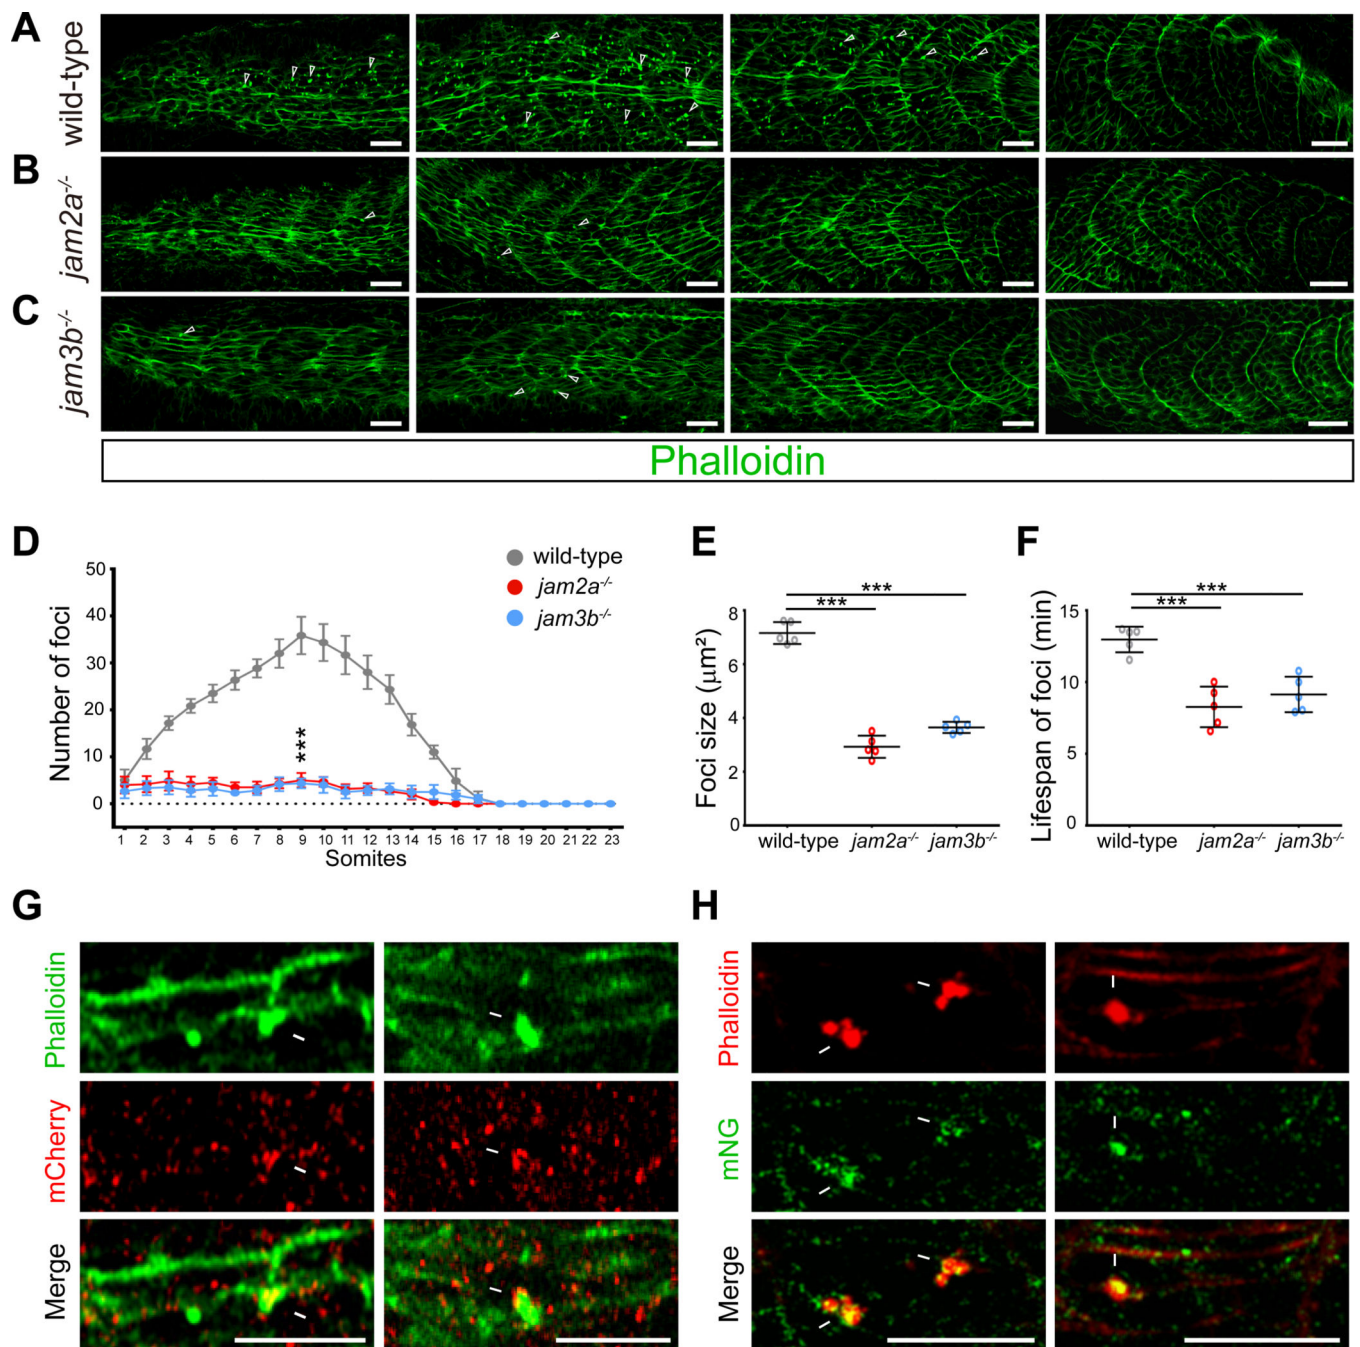 A
wild-type
B
jam2a-/-
C
jam3b-/-
Phalloidin
D
wild-type
jam2a-/-
jam3b-/-
Number of foci
50
40
30
20
10
0
***
1 2 3 4 5 6 7 8 9 10 11 12 13 14 15 16 17 18 19 20 21 22 23
Somites
E
***
***
Foci size (µm²)
8
6
4
2
0
wild-type jam2a-/- jam3b-/-
F
***
***
Lifespan of foci (min)
15
10
5
0
wild-type jam2a-/- jam3b-/-
G
Phalloidin
mCherry
Merge
H
Phalloidin
mNG
Merge